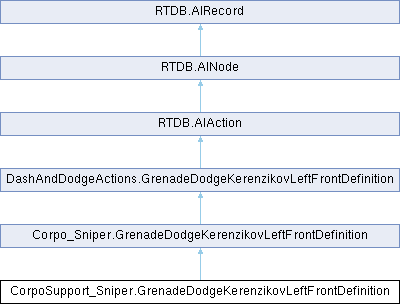 RTDB.AIRecord
RTDB.AINode
RTDB.AIAction
DashAndDodgeActions.GrenadeDodgeKerenzikovLeftFrontDefinition
Corpo_Sniper.GrenadeDodgeKerenzikovLeftFrontDefinition
CorpoSupport_Sniper.GrenadeDodgeKerenzikovLeftFrontDefinition